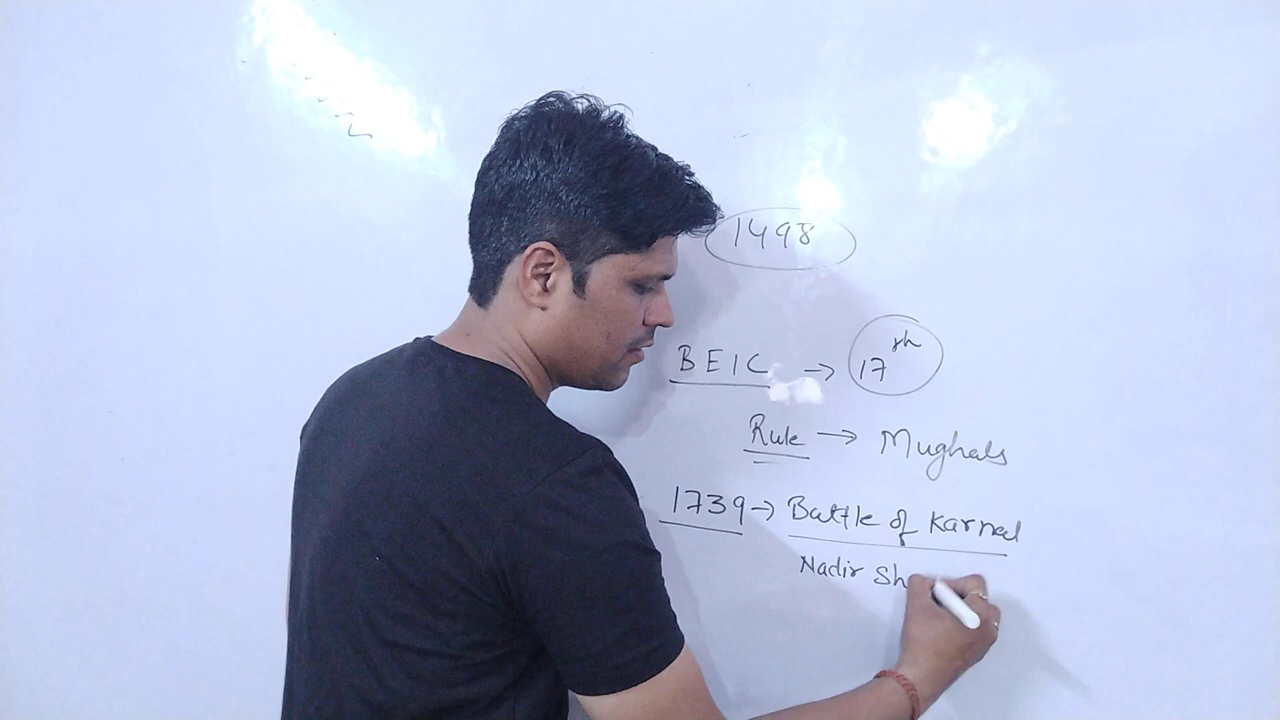 1498
BEIC → 17th
Rule → Mughals
1739 → Battle of Karnal
Nadir Sh